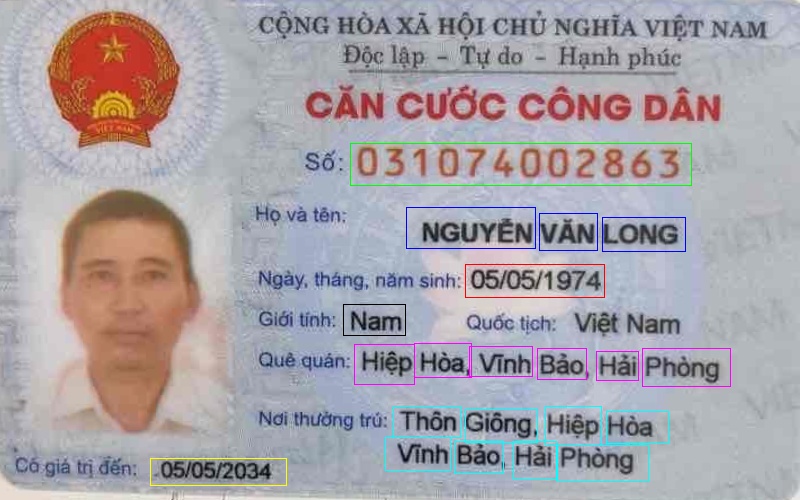 CỘNG HÒA XÃ HỘI CHỦ NGHĨA VIỆT NAM
Độc lập – Tự do – Hạnh phúc
CĂN CƯỚC CÔNG DÂN
Số: 031074002863
Họ và tên:
NGUYỄN VĂN LONG
Ngày, tháng, năm sinh: 05/05/1974
Giới tính: Nam Quốc tịch: Việt Nam
Quê quán: Hiệp Hòa, Vĩnh Bảo, Hải Phòng
Nơi thường trú: Thôn Giông, Hiệp Hòa
Vĩnh Bảo, Hải Phòng
Có giá trị đến: 05/05/2034
VIỆT NAM